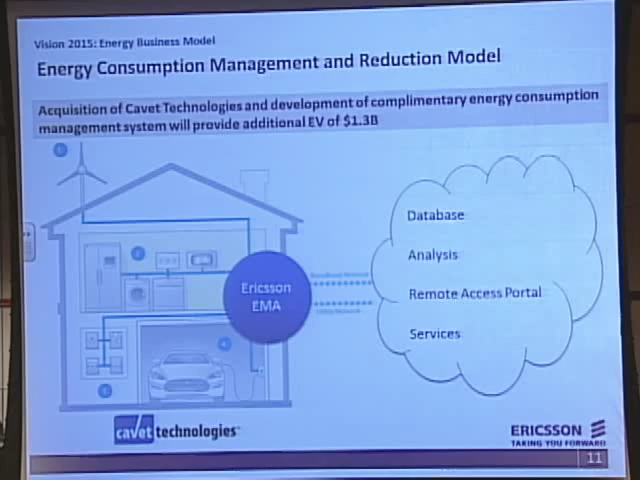 Vision 2015: Energy Business Model
Energy Consumption Management and Reduction Model
Acquisition of Cavet Technologies and development of complimentary energy consumption
management system will provide additional EV of $1.3B
Ericsson
EMA
Database
Analysis
Remote Access Portal
Services
cavet technologies
ERICSSON
TAKING YOU FORWARD
11